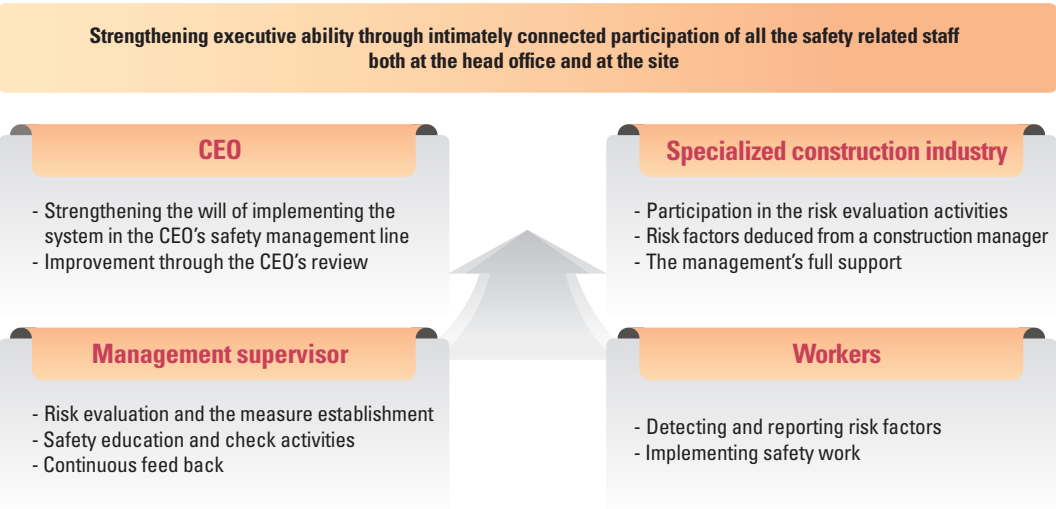 Strengthening executive ability through intimately connected participation of all the safety related staff
both at the head office and at the site
CEO
- Strengthening the will of implementing the
system in the CEO's safety management line
- Improvement through the CEO's review
Specialized construction industry
- Participation in the risk evaluation activities
- Risk factors deduced from a construction manager
- The management's full support
Management supervisor
- Risk evaluation and the measure establishment
- Safety education and check activities
- Continuous feed back
Workers
- Detecting and reporting risk factors
- Implementing safety work